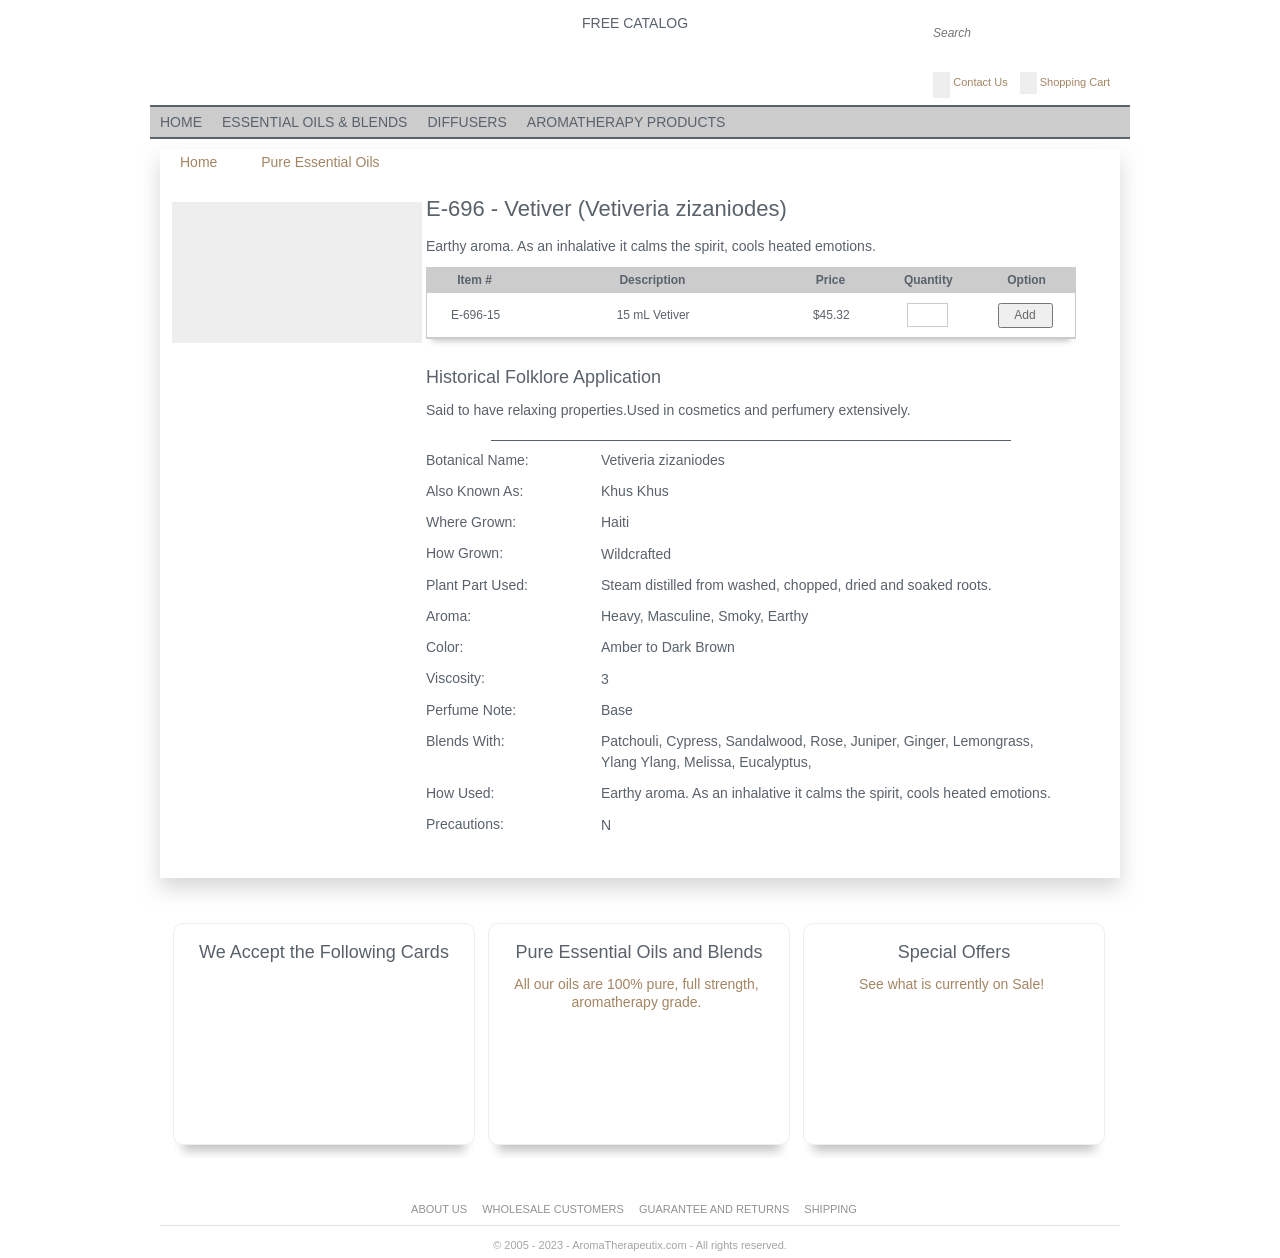 FREE CATALOG
Search
Contact Us Shopping Cart
HOME ESSENTIAL OILS & BLENDS DIFFUSERS AROMATHERAPY PRODUCTS
Home Pure Essential Oils
E-696 - Vetiver (Vetiveria zizaniodes)
Earthy aroma. As an inhalative it calms the spirit, cools heated emotions.
Item # Description Price Quantity Option
E-696-15 15 mL Vetiver $45.32 Add
Historical Folklore Application
Said to have relaxing properties.Used in cosmetics and perfumery extensively.
Botanical Name: Vetiveria zizaniodes
Also Known As: Khus Khus
Where Grown: Haiti
How Grown: Wildcrafted
Plant Part Used: Steam distilled from washed, chopped, dried and soaked roots.
Aroma: Heavy, Masculine, Smoky, Earthy
Color: Amber to Dark Brown
Viscosity: 3
Perfume Note: Base
Blends With: Patchouli, Cypress, Sandalwood, Rose, Juniper, Ginger, Lemongrass,
Ylang Ylang, Melissa, Eucalyptus,
How Used: Earthy aroma. As an inhalative it calms the spirit, cools heated emotions.
Precautions: N
We Accept the Following Cards
Pure Essential Oils and Blends
All our oils are 100% pure, full strength,
aromatherapy grade.
Special Offers
See what is currently on Sale!
ABOUT US WHOLESALE CUSTOMERS GUARANTEE AND RETURNS SHIPPING
© 2005 - 2023 - AromaTherapeutix.com - All rights reserved.